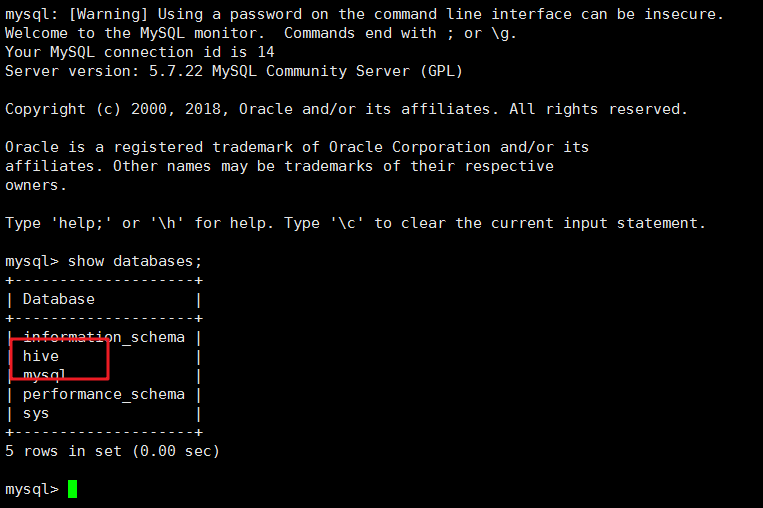 mysql: [Warning] Using a password on the command line interface can be insecure.
Welcome to the MySQL monitor.  Commands end with ; or \g.
Your MySQL connection id is 14
Server version: 5.7.22 MySQL Community Server (GPL)

Copyright (c) 2000, 2018, Oracle and/or its affiliates. All rights reserved.

Oracle is a registered trademark of Oracle Corporation and/or its
affiliates. Other names may be trademarks of their respective
owners.

Type 'help;' or '\h' for help. Type '\c' to clear the current input statement.

mysql> show databases;
+--------------------+
| Database           |
+--------------------+
| information_schema |
| hive               |
| mysql              |
| performance_schema |
| sys                |
+--------------------+
5 rows in set (0.00 sec)

mysql>